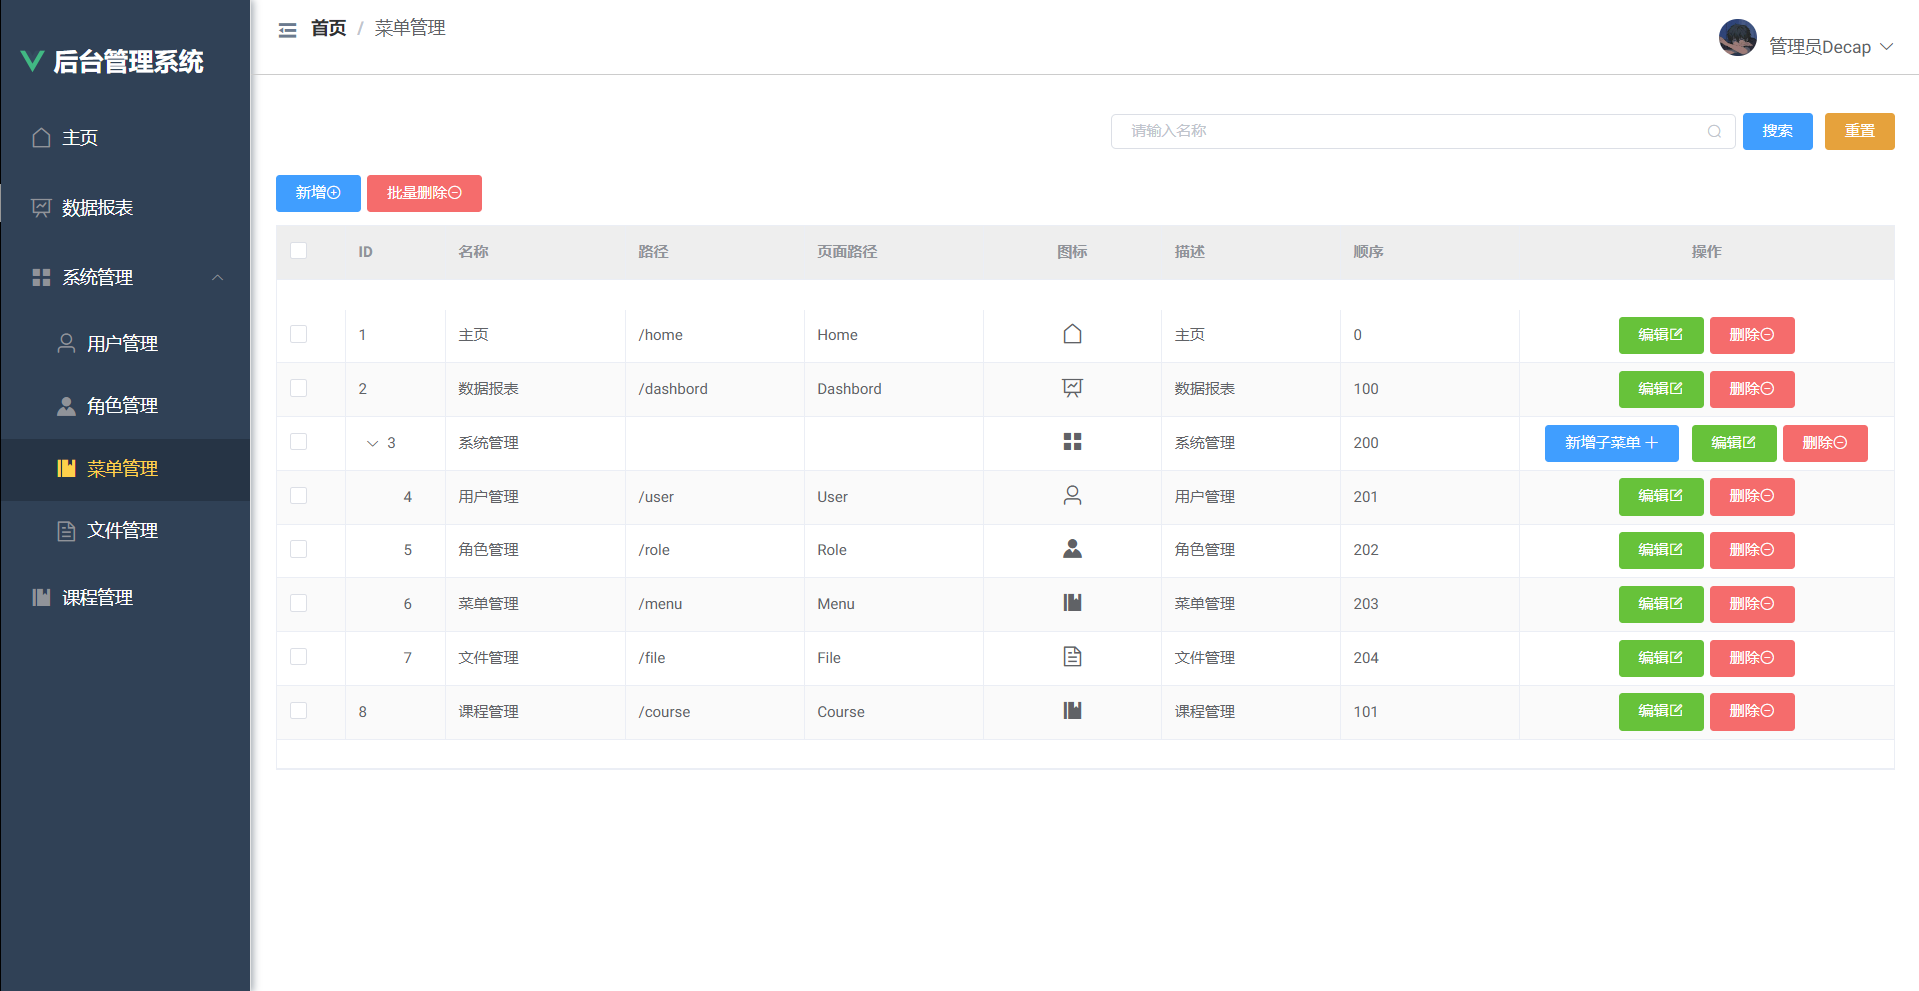 后台管理系统
主页
数据报表
系统管理
用户管理
角色管理
菜单管理
文件管理
课程管理
首页 / 菜单管理
管理员Decap
请输入名称 搜索 重置
新增 批量删除
ID 名称 路径 页面路径 图标 描述 顺序 操作
1 主页 /home Home 主页 0 编辑 删除
2 数据报表 /dashbord Dashbord 数据报表 100 编辑 删除
3 系统管理 系统管理 200 新增子菜单 编辑 删除
4 用户管理 /user User 用户管理 201 编辑 删除
5 角色管理 /role Role 角色管理 202 编辑 删除
6 菜单管理 /menu Menu 菜单管理 203 编辑 删除
7 文件管理 /file File 文件管理 204 编辑 删除
8 课程管理 /course Course 课程管理 101 编辑 删除